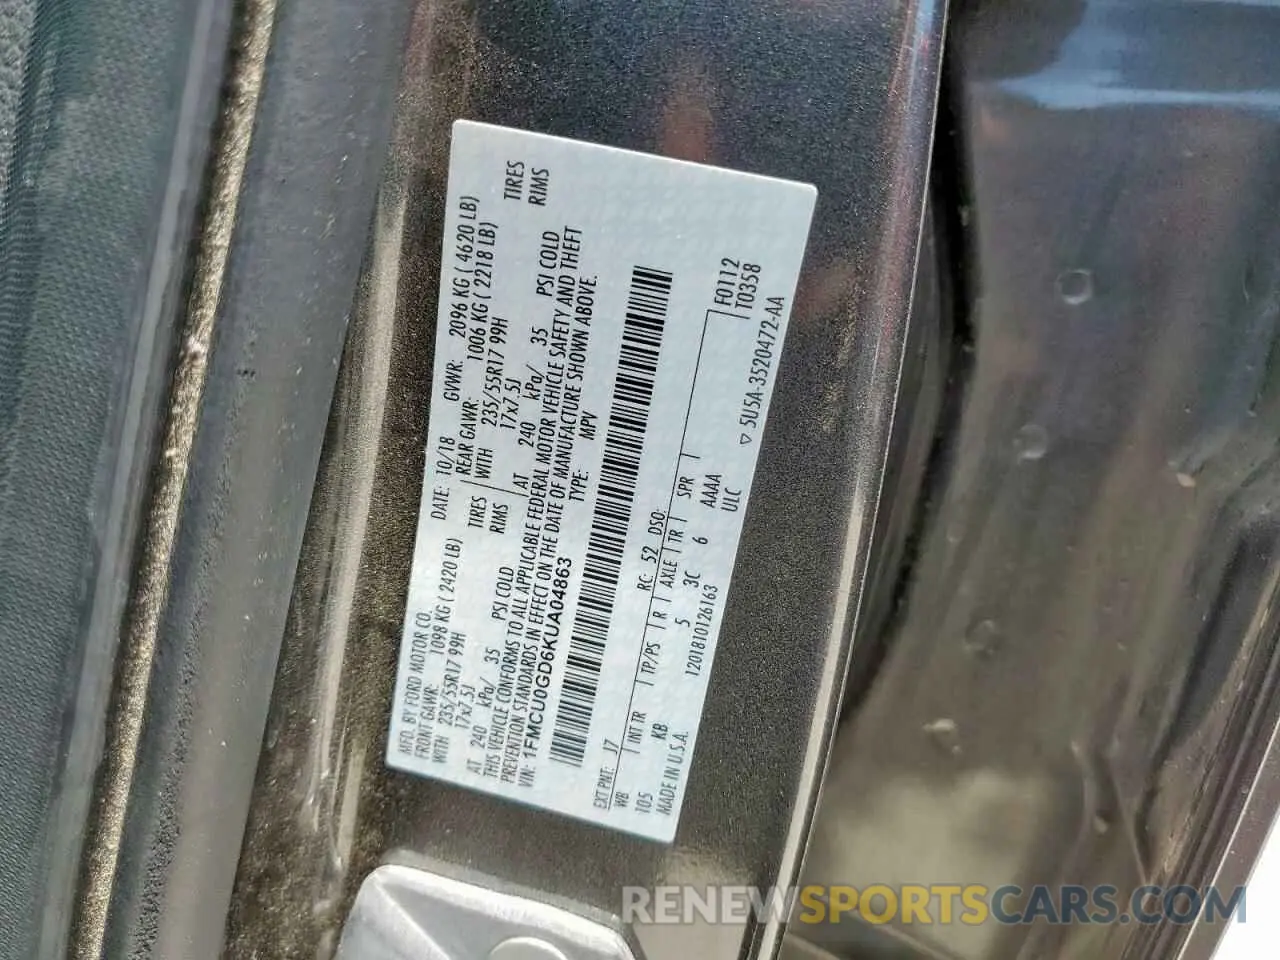 MFD. BY FORD MOTOR CO.
DATE: 10/18 GVWR: 2096 KG ( 4620 LB)
FRONT GAWR: 1098 KG ( 2420 LB) REAR GAWR: 1006 KG ( 2218 LB)
WITH 235/55R17 99H TIRES WITH 235/55R17 99H TIRES
17x7.5J RIMS 17x7.5J RIMS
AT 240 kPa/ 35 PSI COLD AT 240 kPa/ 35 PSI COLD
THIS VEHICLE CONFORMS TO ALL APPLICABLE FEDERAL MOTOR VEHICLE SAFETY AND THEFT
PREVENTION STANDARDS IN EFFECT ON THE DATE OF MANUFACTURE SHOWN ABOVE.
VIN: 1FMCU0GD6KUA04863 TYPE: MPV
EXT PNT: J7 RC: 52 DSO: F0112
WB INT TR TP/PS R AXLE TR SPR T0358
105 KB 5 3C 6 AAAA
MADE IN U.S.A. 120181012616​3 ULC
▽ 5U5A-3520472-AA
RENEWSPORTSCARS.COM